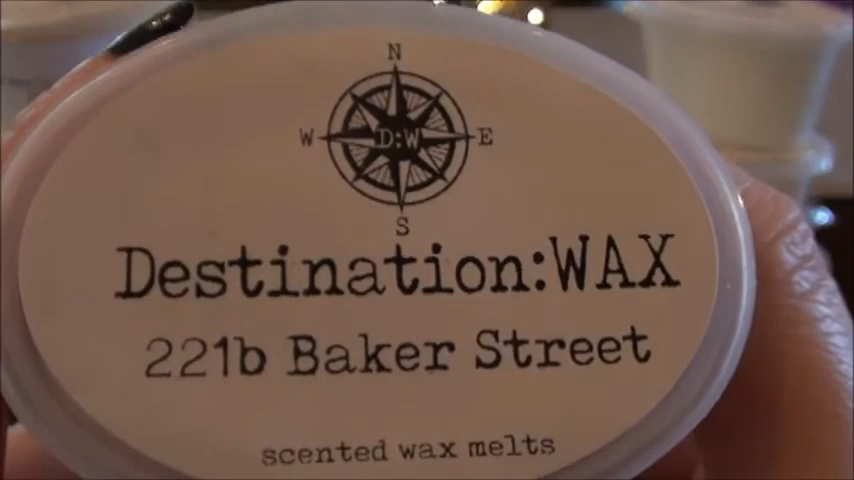 N
W D:W E
S
Destination:WAX
221b Baker Street
scented wax melts